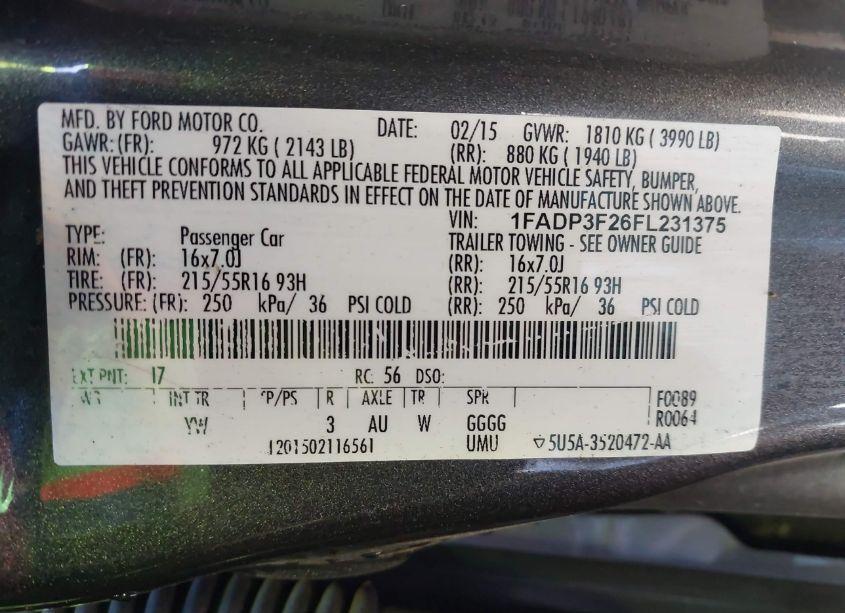 MFD. BY FORD MOTOR CO. DATE: 02/15 GVWR: 1810 KG ( 3990 LB)
GAWR:(FR): 972 KG ( 2143 LB) (RR): 880 KG ( 1940 LB)
THIS VEHICLE CONFORMS TO ALL APPLICABLE FEDERAL MOTOR VEHICLE SAFETY, BUMPER,
AND THEFT PREVENTION STANDARDS IN EFFECT ON THE DATE OF MANUFACTURE SHOWN ABOVE.
VIN: 1FADP3F26FL231375
TYPE: Passenger Car TRAILER TOWING - SEE OWNER GUIDE
RIM: (FR): 16x7.0J (RR): 16x7.0J
TIRE: (FR): 215/55R16 93H (RR): 215/55R16 93H
PRESSURE: (FR): 250 kPa/ 36 PSI COLD (RR): 250 kPa/ 36 PSI COLD
EXT PNT: I7 RC: 56 DSO:
INT TR TP/PS R AXLE TR SPR F0089
YW 3 AU W GGGG R0064
1201502116561 UMU 5U5A-3520472-AA